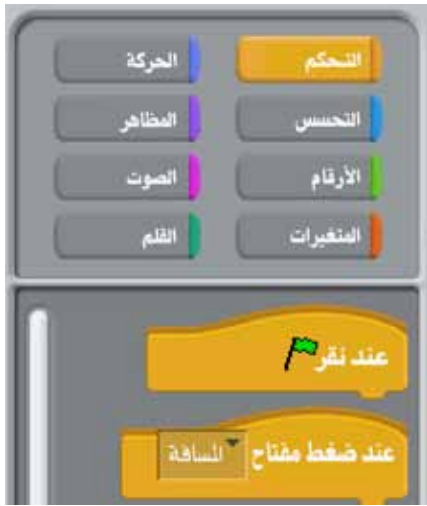 التحكم الحركة
التحسس المظاهر
الأرقام الصوت
المتغيرات القلم
عند نقر
عند ضغط مفتاح المسافة